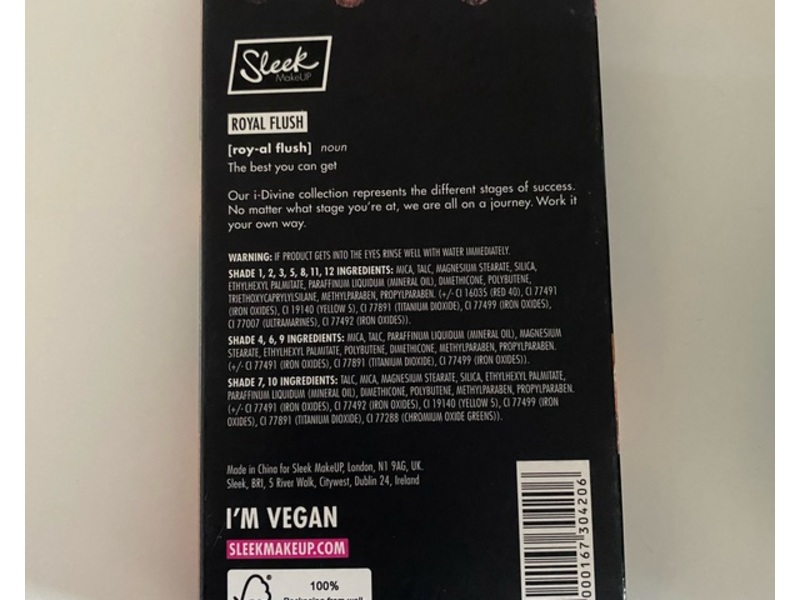 Sleek
MakeUP
ROYAL FLUSH
[roy-al flush] noun
The best you can get
Our i-Divine collection represents the different stages of success.
No matter what stage you're at, we are all on a journey. Work it
your own way.
WARNING: IF PRODUCT GETS INTO THE EYES RINSE WELL WITH WATER IMMEDIATELY.
SHADE 1, 2, 3, 5, 8, 11, 12 INGREDIENTS: MICA, TALC, MAGNESIUM STEARATE, SILICA,
ETHYLHEXYL PALMITATE, PARAFFINUM LIQUIDUM (MINERAL OIL), DIMETHICONE, POLYBUTENE,
TRIETHOXYCAPRYLYLSILANE, METHYLPARABEN, PROPYLPARABEN. (+/- CI 16035 (RED 40), CI 77491
(IRON OXIDES), CI 19140 (YELLOW 5), CI 77891 (TITANIUM DIOXIDE), CI 77499 (IRON OXIDES),
CI 77007 (ULTRAMARINES), CI 77492 (IRON OXIDES)).
SHADE 4, 6, 9 INGREDIENTS: MICA, TALC, PARAFFINUM LIQUIDUM (MINERAL OIL), MAGNESIUM
STEARATE, ETHYLHEXYL PALMITATE, POLYBUTENE, DIMETHICONE, METHYLPARABEN, PROPYLPARABEN.
(+/- CI 77491 (IRON OXIDES), CI 77891 (TITANIUM DIOXIDE), CI 77499 (IRON OXIDES)).
SHADE 7, 10 INGREDIENTS: TALC, MICA, MAGNESIUM STEARATE, SILICA, ETHYLHEXYL PALMITATE,
PARAFFINUM LIQUIDUM (MINERAL OIL), DIMETHICONE, POLYBUTENE, METHYLPARABEN, PROPYLPARABEN.
(+/- CI 77491 (IRON OXIDES), CI 77492 (IRON OXIDES), CI 19140 (YELLOW 5), CI 77499 (IRON
OXIDES), CI 77891 (TITANIUM DIOXIDE), CI 77288 (CHROMIUM OXIDE GREENS)).
Made in China for Sleek MakeUP, London, N1 9AG, UK.
Sleek, BRI, 5 River Walk, Citywest, Dublin 24, Ireland
I'M VEGAN
SLEEKMAKEUP.COM
100%
Packaging from well
000167 304206